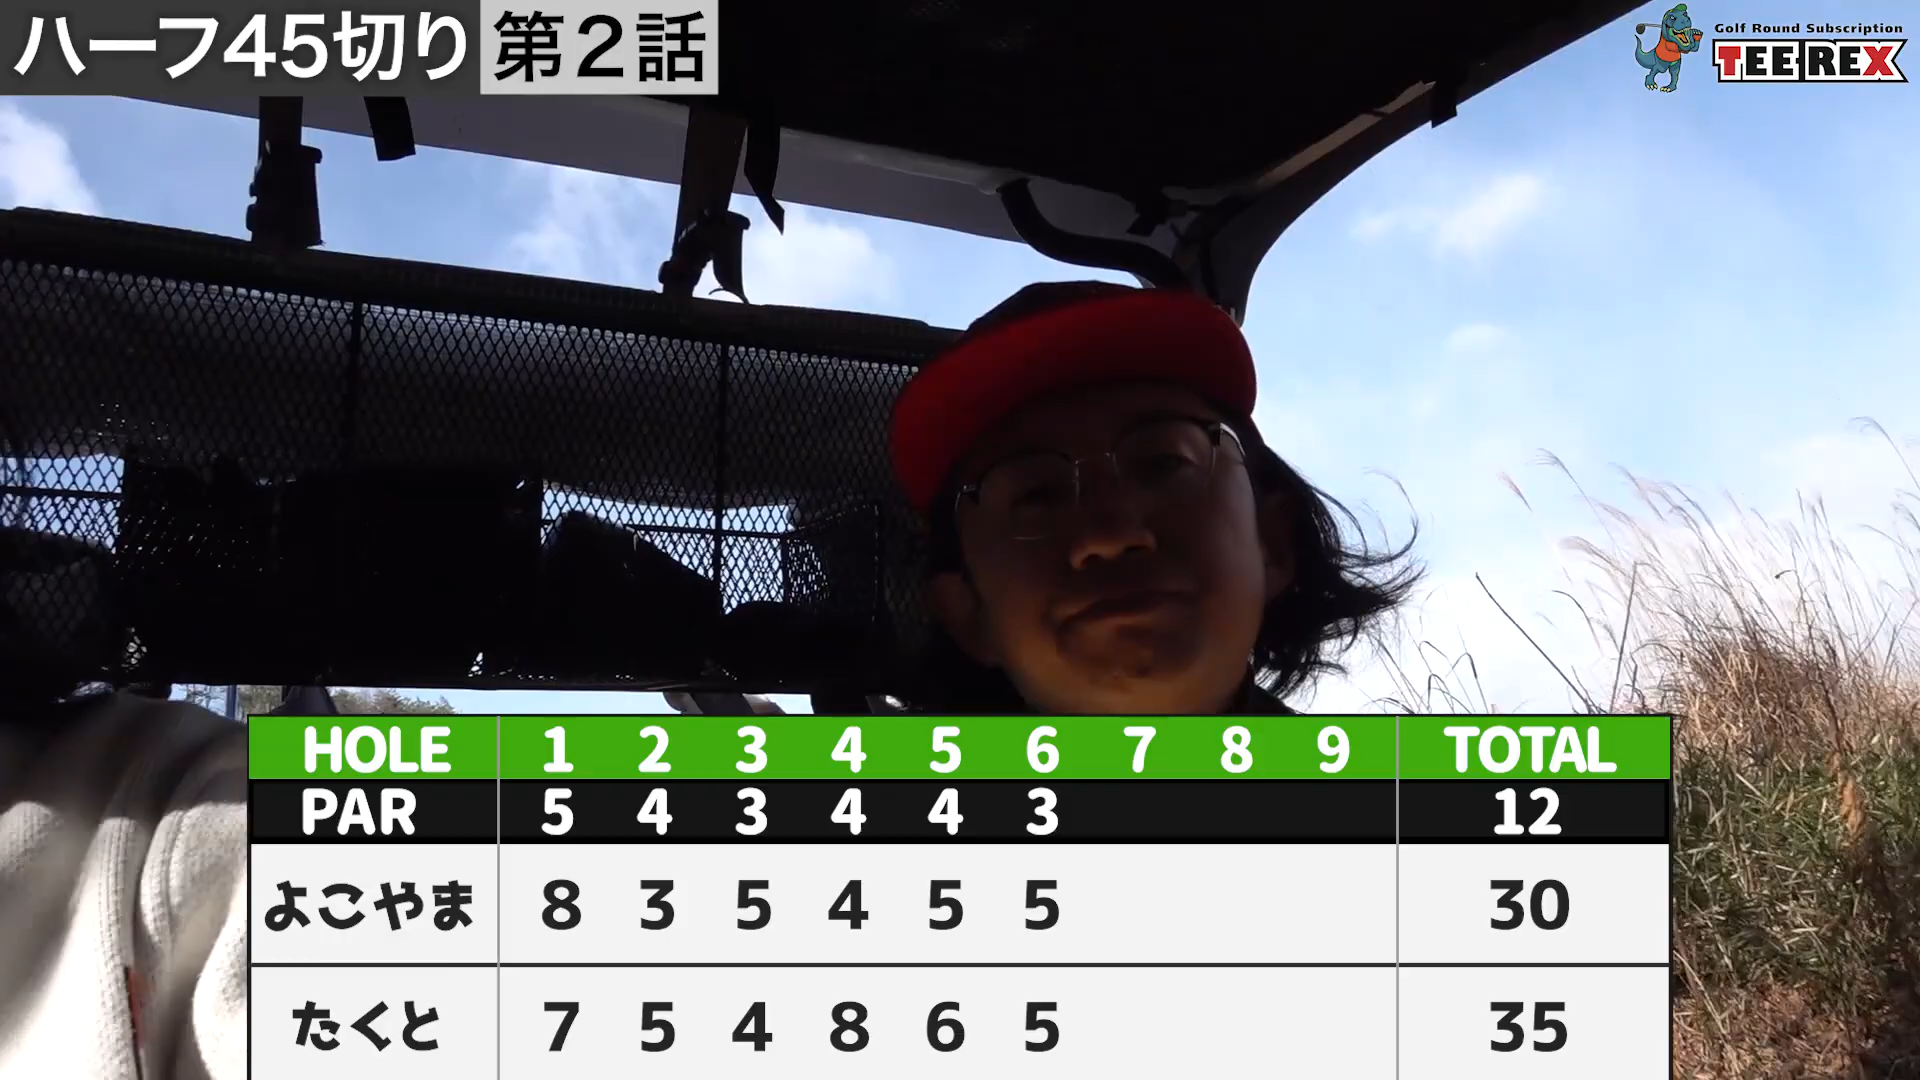 ハーフ45切り 第2話
Golf Round Subscription
TEE-REX
HOLE 1 2 3 4 5 6 7 8 9 TOTAL
PAR 5 4 3 4 4 3 12
よこやま 8 3 5 4 5 5 30
たくと 7 5 4 8 6 5 35